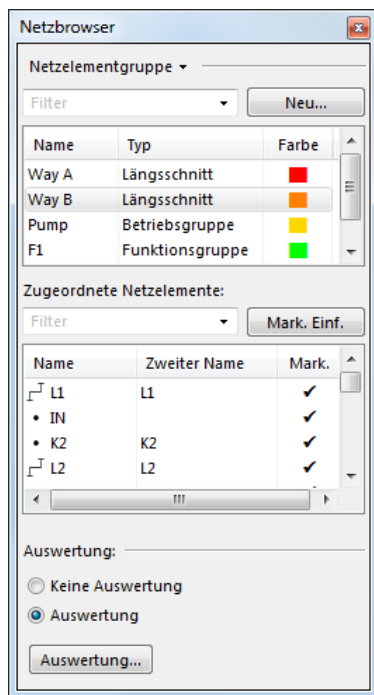 Netzbrowser
Netzelementgruppe
Filter Neu...
Name Typ Farbe
Way A Längsschnitt
Way B Längsschnitt
Pump Betriebsgruppe
F1 Funktionsgruppe
Zugeordnete Netzelemente:
Filter Mark. Einf.
Name Zweiter Name Mark.
L1 L1 ✔
IN ✔
K2 K2 ✔
L2 L2 ✔
Auswertung:
Keine Auswertung
Auswertung
Auswertung...